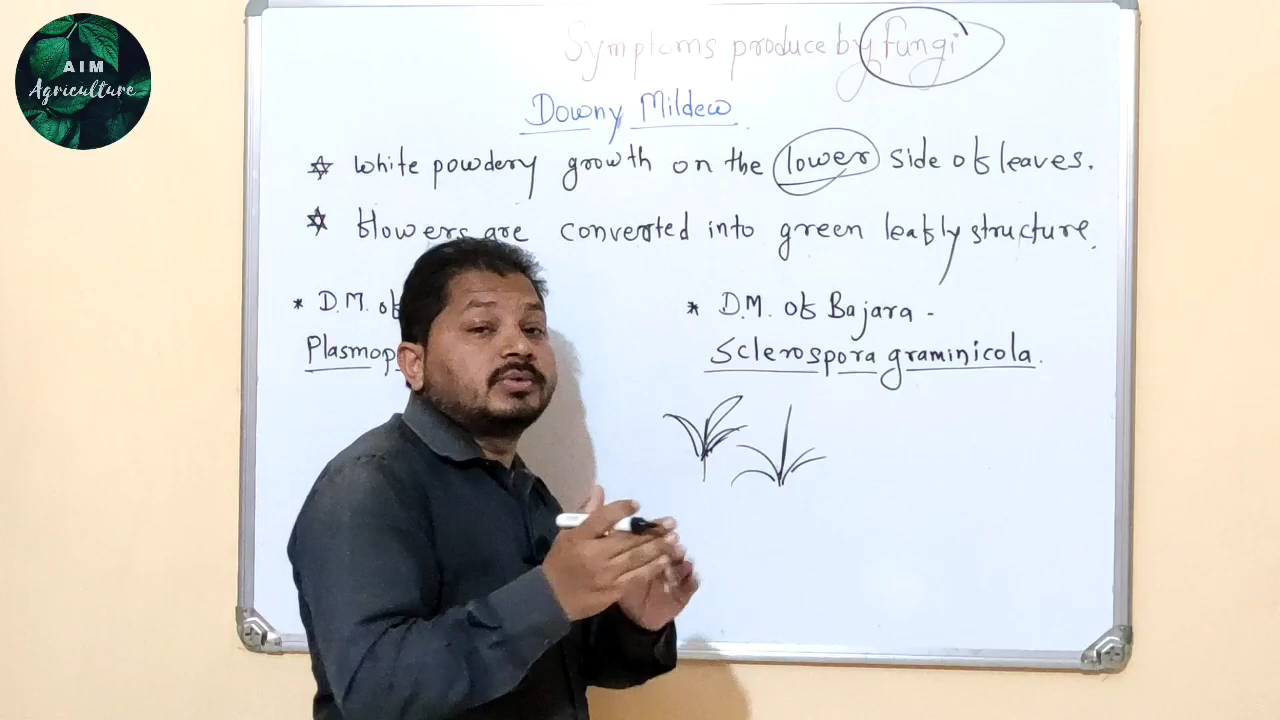 AIM
Agriculture
Symptoms produce by fungi
Downy Mildew
White powdery growth on the lower side of leaves.
Flowers are converted into green leafly structure.
* D.M. of
Plasmop
* D.M. of Bajara -
Sclerospora graminicola.